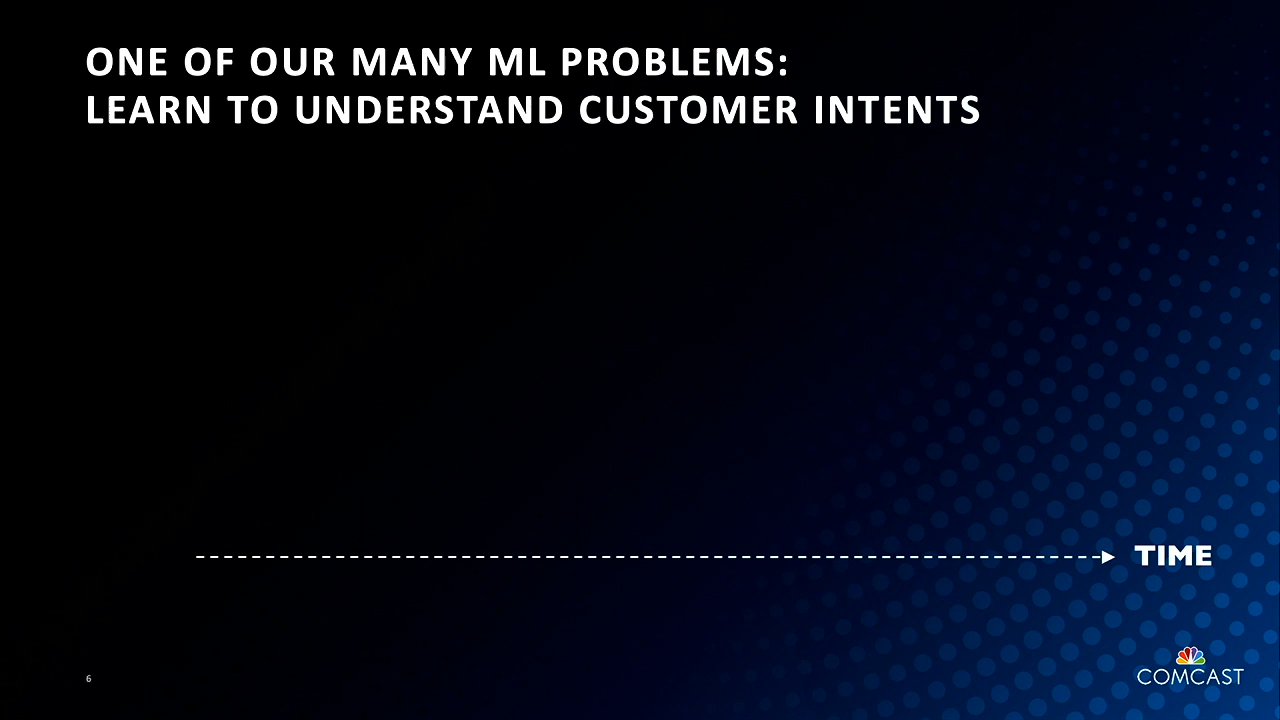 ONE OF OUR MANY ML PROBLEMS:
LEARN TO UNDERSTAND CUSTOMER INTENTS
TIME
6
COMCAST